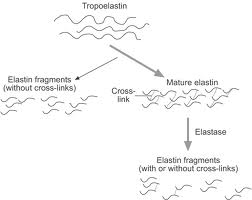 Tropoelastin
Elastin fragments
(without cross-links)
Mature elastin
Cross-
link
Elastase
Elastin fragments
(with or without cross-links)